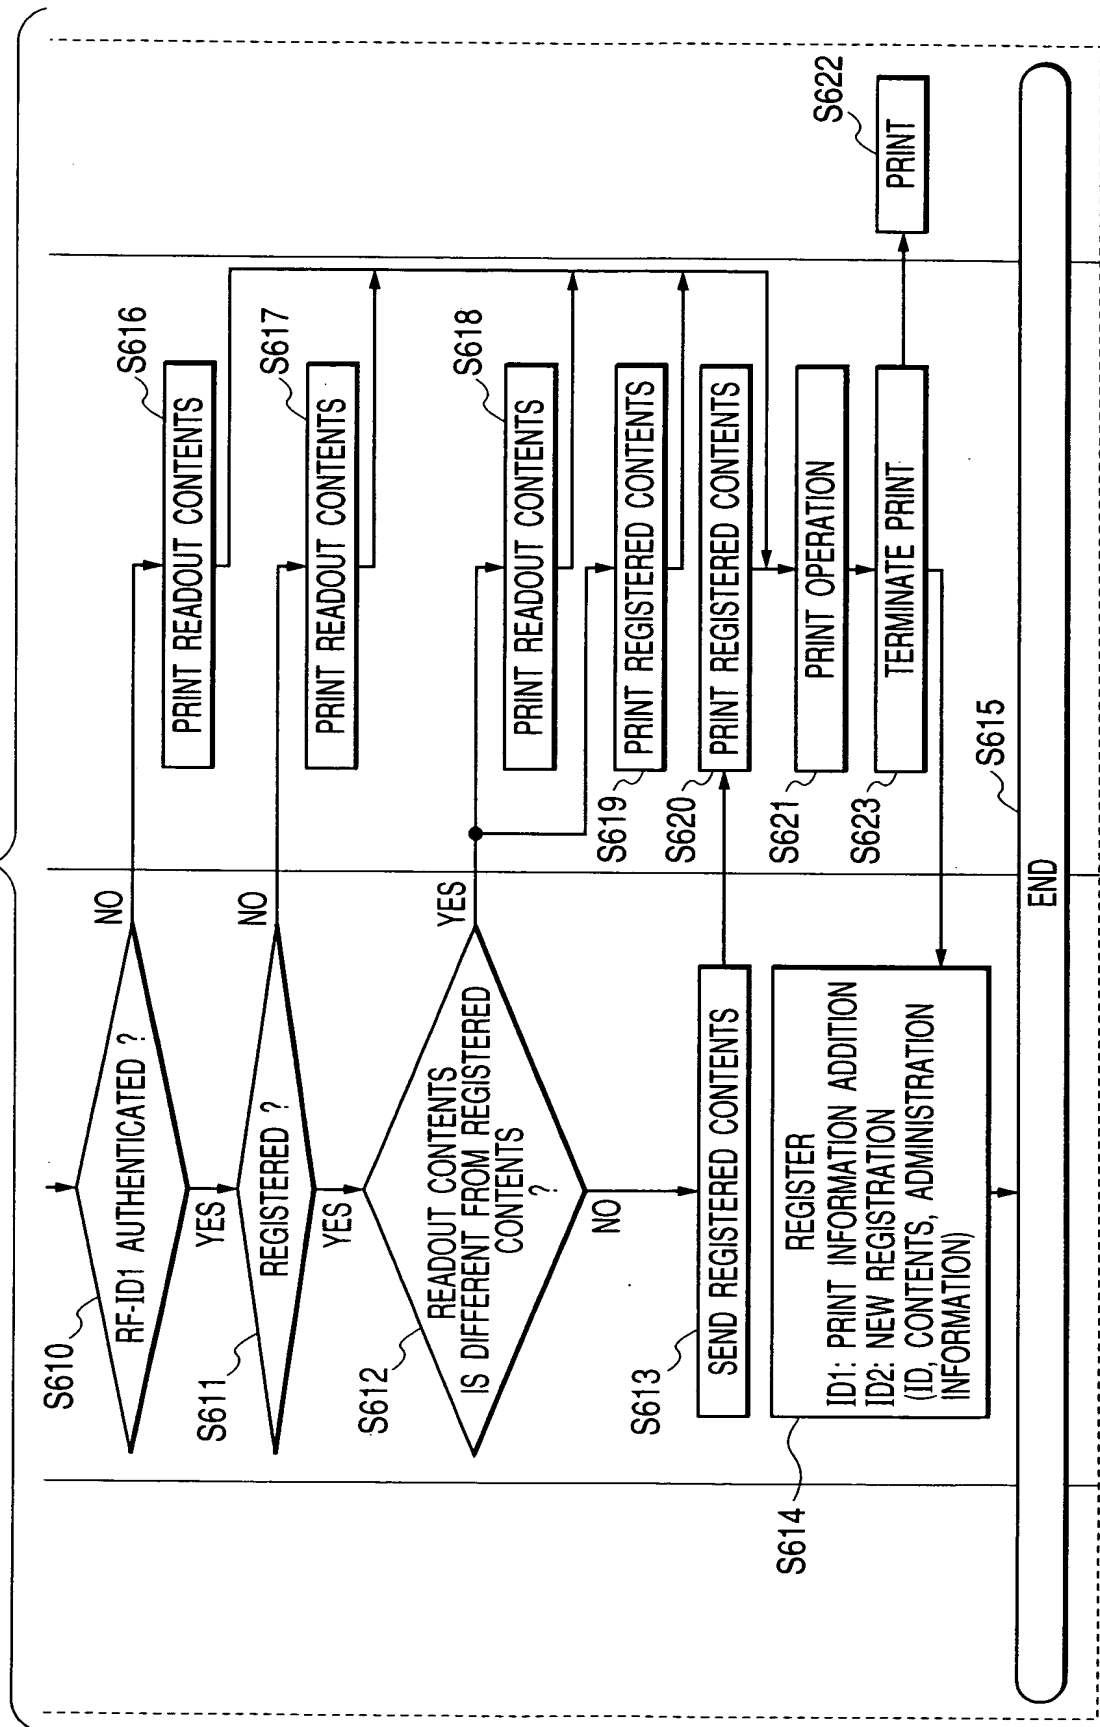 S610
RF-ID1 AUTHENTICATED ?
NO
YES
S616
PRINT READOUT CONTENTS
S611
REGISTERED ?
NO
YES
S617
PRINT READOUT CONTENTS
S612
READOUT CONTENTS
IS DIFFERENT FROM REGISTERED
CONTENTS
?
YES
NO
S618
PRINT READOUT CONTENTS
S619
PRINT REGISTERED CONTENTS
S613
SEND REGISTERED CONTENTS
S620
PRINT REGISTERED CONTENTS
S621
PRINT OPERATION
S623
TERMINATE PRINT
S622
PRINT
S614
REGISTER
ID1: PRINT INFORMATION ADDITION
ID2: NEW REGISTRATION
(ID, CONTENTS, ADMINISTRATION
INFORMATION)
S615
END